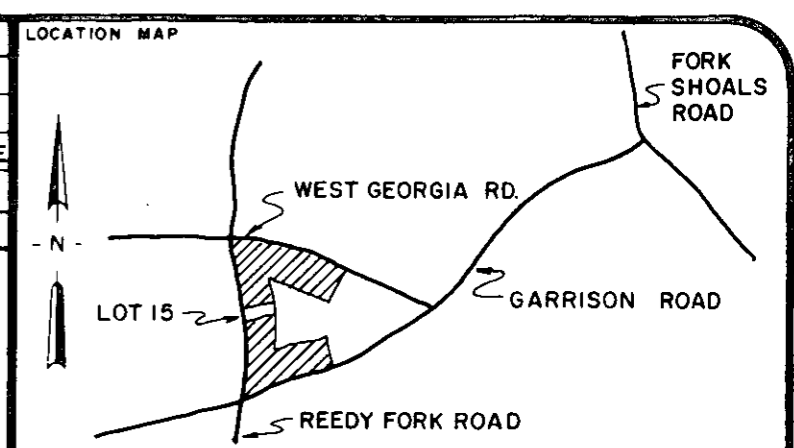 LOCATION MAP
FORK
SHOALS
ROAD
WEST GEORGIA RD.
- N -
LOT 15
GARRISON ROAD
REEDY FORK ROAD